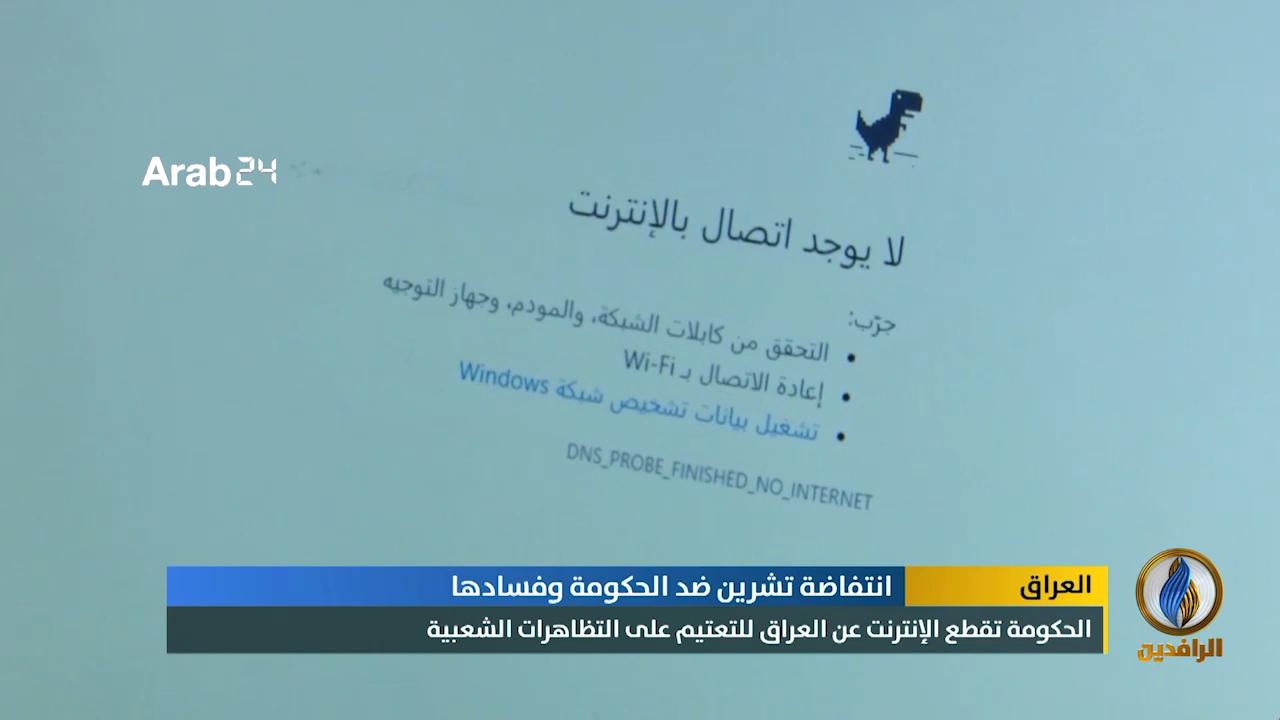 Arab24
لا يوجد اتصال بالإنترنت
جرّب:
• التحقق من كابلات الشبكة، والمودم، وجهاز التوجيه
• إعادة الاتصال بـ Wi-Fi
• تشغيل بيانات تشخيص شبكة Windows
DNS_PROBE_FINISHED_NO_INTERNET
العراق
انتفاضة تشرين ضد الحكومة وفسادها
الحكومة تقطع الإنترنت عن العراق للتعتيم على التظاهرات الشعبية
الرافدين